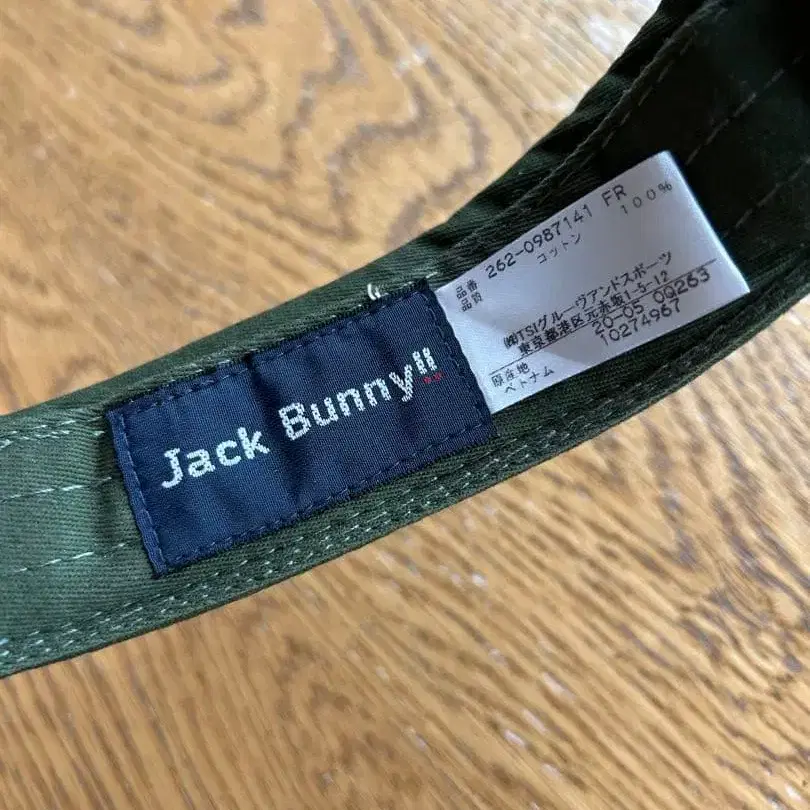 Jack Bunny!!
品番 262-0987141 FR
品質 コットン 100%
㈱TSIグルーヴアンドスポーツ
東京都港区元赤坂1-5-12
20-05 0Q263
10274967
原産地
ベトナム